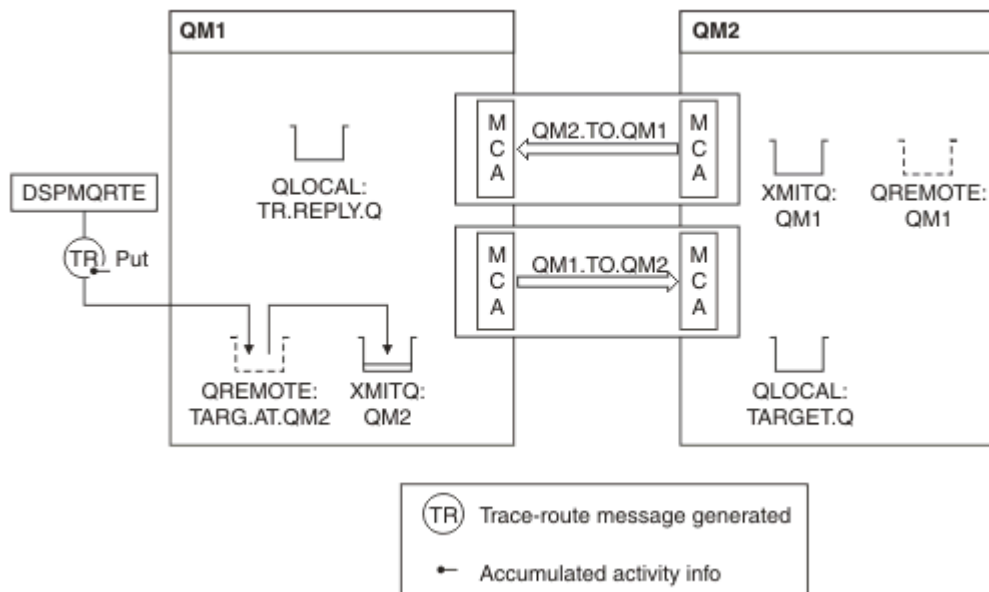 QM1
QM2
M
C
A
QM2.TO.QM1
M
C
A
QLOCAL:
TR.REPLY.Q
XMITQ:
QM1
QREMOTE:
QM1
DSPMQRTE
TR
Put
M
C
A
QM1.TO.QM2
M
C
A
QREMOTE:
TARG.AT.QM2
XMITQ:
QM2
QLOCAL:
TARGET.Q
TR Trace-route message generated
Accumulated activity info